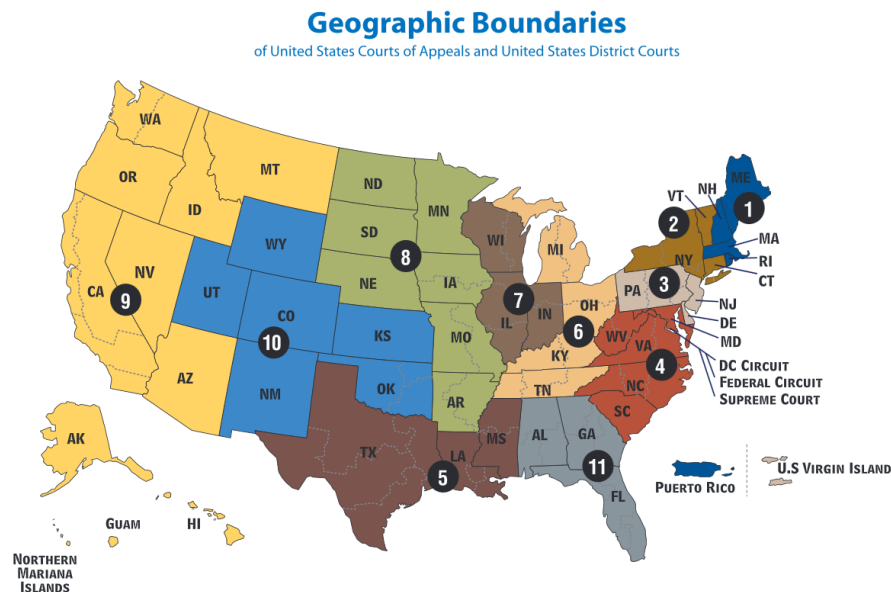 Geographic Boundaries
of United States Courts of Appeals and United States District Courts
WA
OR
ID
MT
ND
MN
SD
WY
NE
IA
WI
MI
VT
NH
ME
1
2
MA
NY
RI
CT
3
PA
NJ
DE
MD
8
7
NV
CA
9
UT
CO
10
KS
MO
IL
IN
OH
6
WV
VA
KY
4
DC CIRCUIT
FEDERAL CIRCUIT
SUPREME COURT
AZ
NM
OK
AR
TN
NC
SC
TX
LA
MS
AL
GA
5
11
FL
PUERTO RICO
U.S VIRGIN ISLAND
AK
GUAM
HI
NORTHERN
MARIANA
ISLANDS